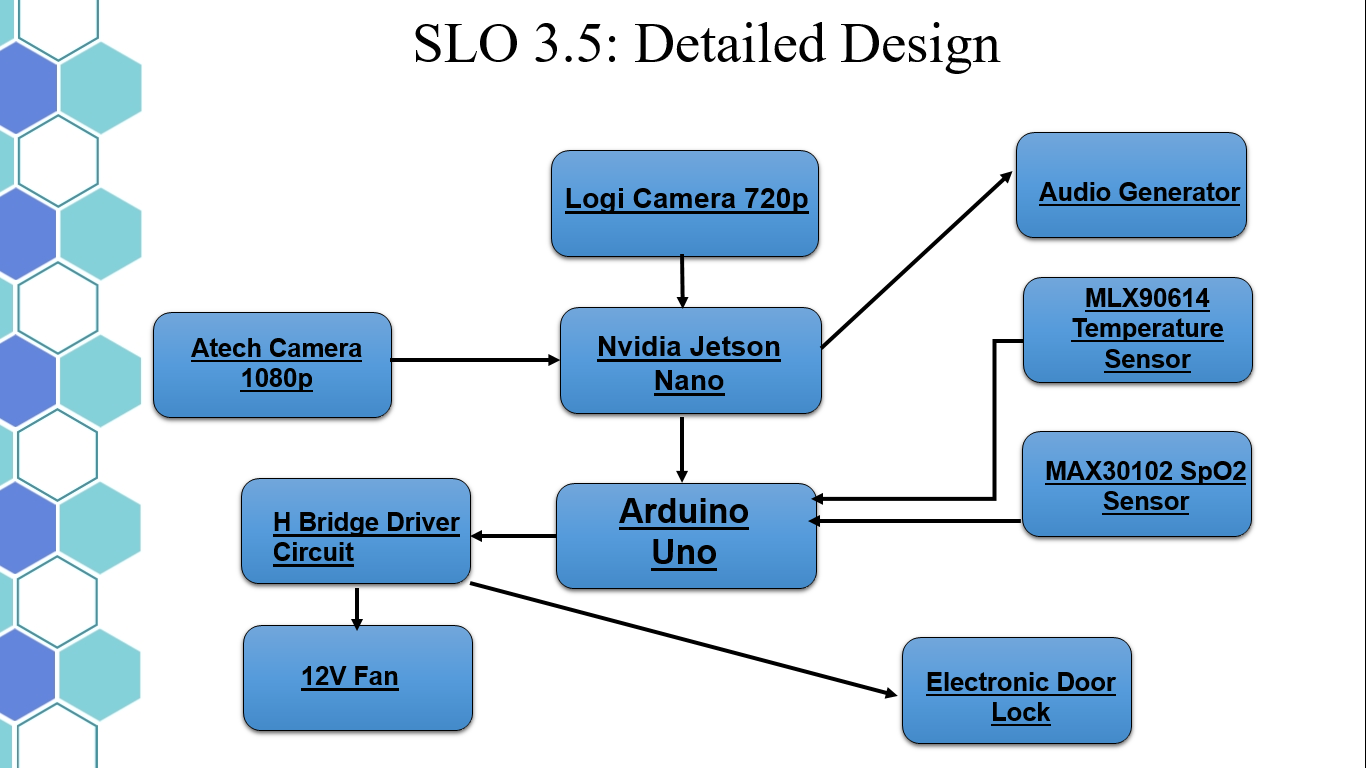 SLO 3.5: Detailed Design
Logi Camera 720p
Audio Generator
MLX90614
Temperature
Sensor
Atech Camera
1080p
Nvidia Jetson
Nano
MAX30102 SpO2
Sensor
H Bridge Driver
Circuit
Arduino
Uno
12V Fan
Electronic Door
Lock